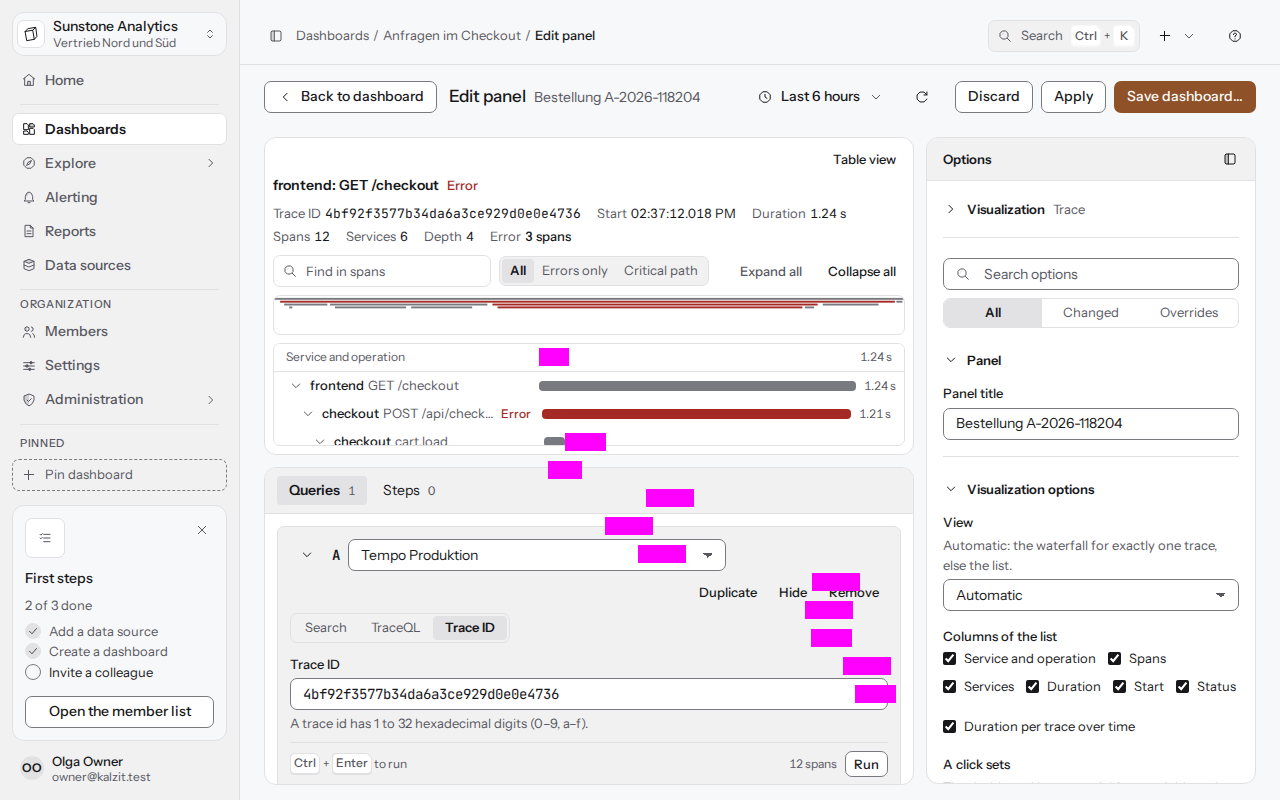 Sunstone Analytics
Vertrieb Nord und Süd
Home
Dashboards
Explore
Alerting
Reports
Data sources
ORGANIZATION
Members
Settings
Administration
PINNED
Pin dashboard
First steps
2 of 3 done
Add a data source
Create a dashboard
Invite a colleague
Open the member list
OO Olga Owner
owner@kalzit.test
Dashboards / Anfragen im Checkout / Edit panel
Search Ctrl + K
Back to dashboard Edit panel Bestellung A-2026-118204
Last 6 hours Discard Apply Save dashboard...
Table view
frontend: GET /checkout Error
Trace ID 4bf92f3577b34da6a3ce929d0e0e4736 Start 02:37:12.018 PM Duration 1.24 s
Spans 12 Services 6 Depth 4 Error 3 spans
Find in spans All Errors only Critical path Expand all Collapse all
Service and operation 1.24 s
frontend GET /checkout 1.24 s
checkout POST /api/check... Error 1.21 s
checkout cart.load
Queries 1 Steps 0
A Tempo Produktion
Duplicate Hide Remove
Search TraceQL Trace ID
Trace ID
4bf92f3577b34da6a3ce929d0e0e4736
A trace id has 1 to 32 hexadecimal digits (0–9, a–f).
Ctrl + Enter to run 12 spans Run
Options
Visualization Trace
Search options
All Changed Overrides
Panel
Panel title
Bestellung A-2026-118204
Visualization options
View
Automatic: the waterfall for exactly one trace,
else the list.
Automatic
Columns of the list
Service and operation Spans
Services Duration Start Status
Duration per trace over time
A click sets